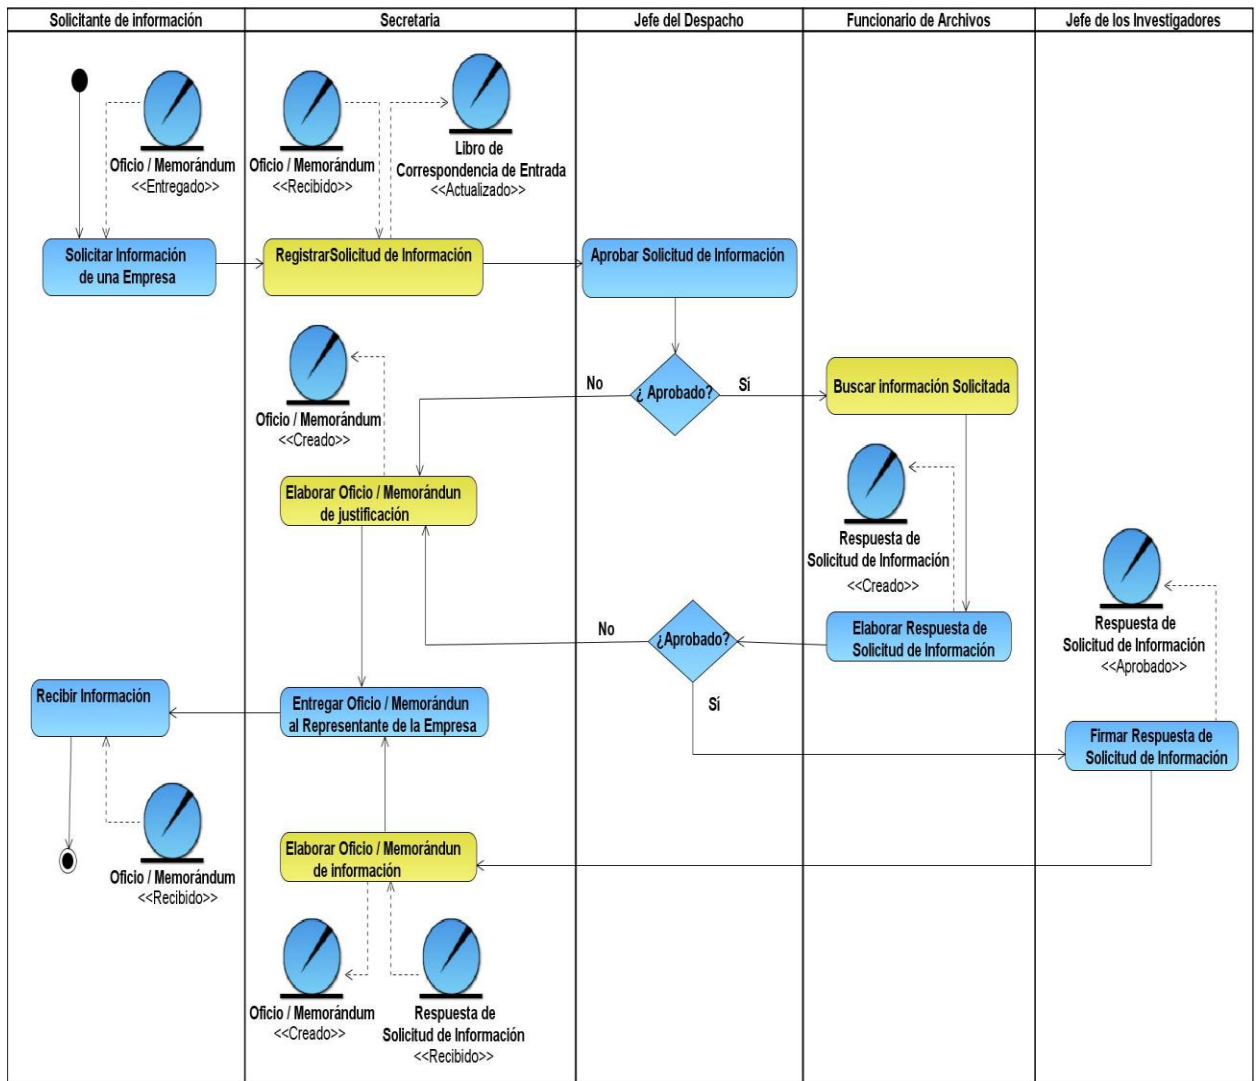 Solicitante de información
Secretaria
Jefe del Despacho
Funcionario de Archivos
Jefe de los Investigadores
Oficio / Memorándum
<<Entregado>>
Oficio / Memorándum
<<Recibido>>
Libro de
Correspondencia de Entrada
<<Actualizado>>
Solicitar Información
de una Empresa
RegistrarSolicitud de Información
Aprobar Solicitud de Información
Oficio / Memorándum
<<Creado>>
No
¿ Aprobado?
Sí
Buscar información Solicitada
Elaborar Oficio / Memorándun
de justificación
Respuesta de
Solicitud de Información
<<Creado>>
No
¿Aprobado?
Sí
Elaborar Respuesta de
Solicitud de Información
Respuesta de
Solicitud de Información
<<Aprobado>>
Recibir Información
Entregar Oficio / Memorándun
al Representante de la Empresa
Firmar Respuesta de
Solicitud de Información
Oficio / Memorándum
<<Recibido>>
Elaborar Oficio / Memorándun
de información
Oficio / Memorándum
<<Creado>>
Respuesta de
Solicitud de Información
<<Recibido>>